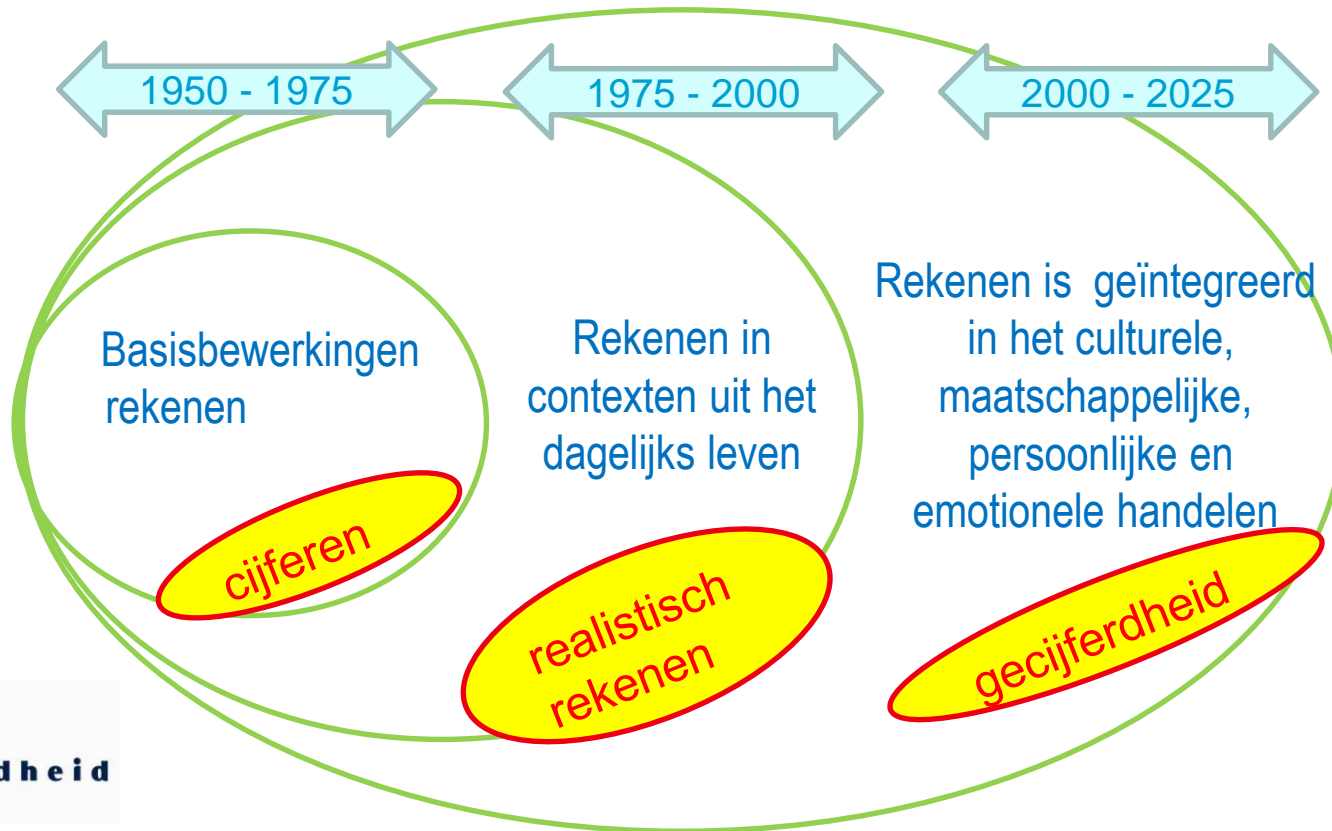 1950 - 1975
1975 - 2000
2000 - 2025
Basisbewerkingen
rekenen
cijferen
Rekenen in
contexten uit het
dagelijks leven
realistisch
rekenen
Rekenen is geïntegreerd
in het culturele,
maatschappelijke,
persoonlijke en
emotionele handelen
gecijferdheid
dheid